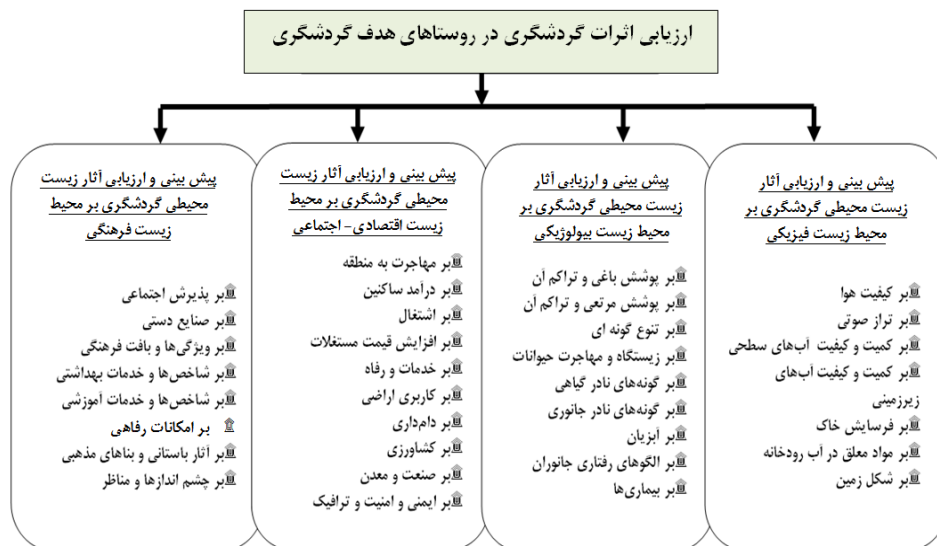 ارزیابی اثرات گردشگری در روستاهای هدف گردشگری
پیش بینی و ارزیابی آثار
زیست محیطی گردشگری بر
محیط زیست فیزیکی
بر کیفیت هوا
بر تراز صوتی
بر کمیت و کیفیت آب‌های سطحی
بر کمیت و کیفیت آب‌های
زیرزمینی
بر فرسایش خاک
بر مواد معلق در آب رودخانه
بر شکل زمین
پیش بینی و ارزیابی آثار
زیست محیطی گردشگری بر
محیط زیست بیولوژیکی
بر پوشش باغی و تراکم آن
بر پوشش مرتعی و تراکم آن
بر تنوع گونه ای
بر زیستگاه و مهاجرت حیوانات
بر گونه‌های نادر گیاهی
بر گونه‌های نادر جانوری
بر آبزیان
بر الگوهای رفتاری جانوران
بر بیماری‌ها
پیش بینی و ارزیابی آثار زیست
محیطی گردشگری بر محیط
زیست اقتصادی- اجتماعی
بر مهاجرت به منطقه
بر درآمد ساکنین
بر اشتغال
بر افزایش قیمت مستغلات
بر خدمات و رفاه
بر کاربری اراضی
بر دام‌داری
بر کشاورزی
بر صنعت و معدن
بر ایمنی و امنیت و ترافیک
پیش بینی و ارزیابی آثار زیست
محیطی گردشگری بر محیط
زیست فرهنگی
بر پذیرش اجتماعی
بر صنایع دستی
بر ویژگی‌ها و بافت فرهنگی
بر شاخص‌ها و خدمات بهداشتی
بر شاخص‌ها و خدمات آموزشی
بر امکانات رفاهی
بر آثار باستانی و بناهای مذهبی
بر چشم اندازها و مناظر